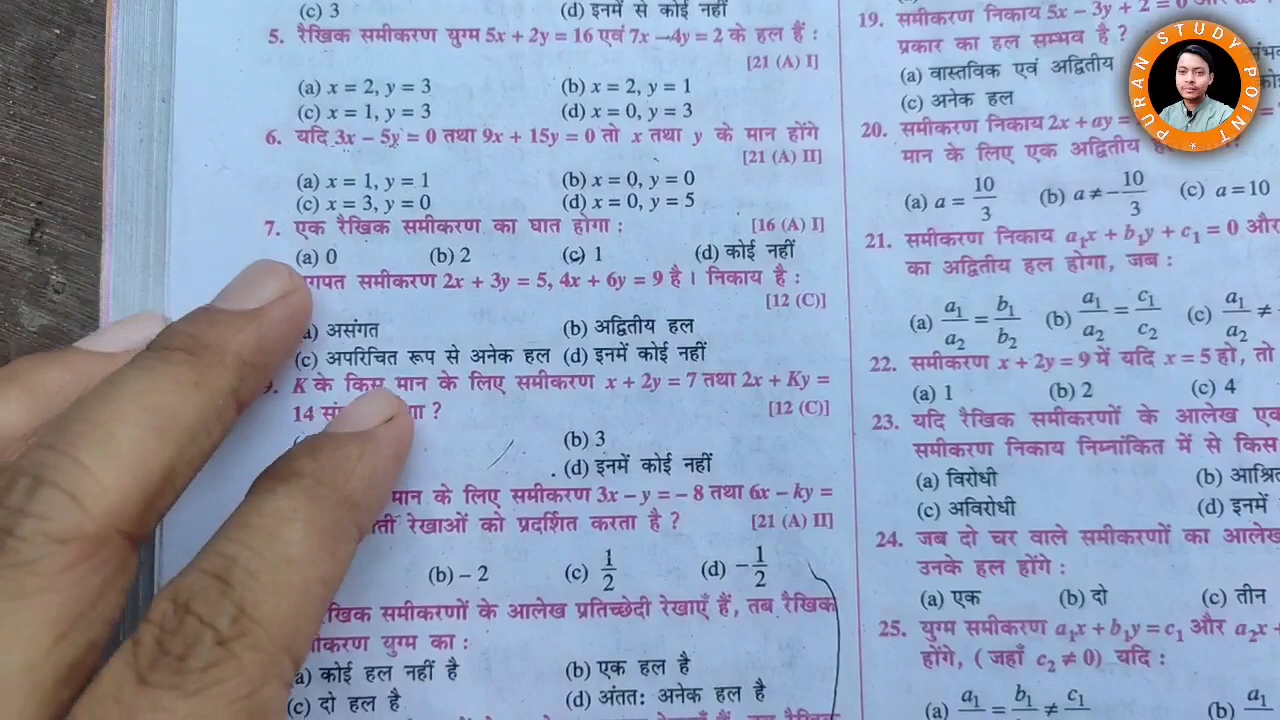 (c) 3 (d) इनमें से कोई नहीं
5. रैखिक समीकरण युग्म 5x + 2y = 16 एवं 7x – 4y = 2 के हल हैं :
[21 (A) I]
(a) x = 2, y = 3 (b) x = 2, y = 1
(c) x = 1, y = 3 (d) x = 0, y = 3
6. यदि 3x – 5y = 0 तथा 9x + 15y = 0 तो x तथा y के मान होंगे
[21 (A) II]
(a) x = 1, y = 1 (b) x = 0, y = 0
(c) x = 3, y = 0 (d) x = 0, y = 5
7. एक रैखिक समीकरण का घात होगा : [16 (A) I]
(a) 0 (b) 2 (c) 1 (d) कोई नहीं
समीकरण 2x + 3y = 5, 4x + 6y = 9 है । निकाय है :
[12 (C)]
असंगत (b) अद्वितीय हल
(c) अपरिचित रूप से अनेक हल (d) इनमें कोई नहीं
K के किस मान के लिए समीकरण x + 2y = 7 तथा 2x + Ky =
14 [12 (C)]
(b) 3
(d) इनमें कोई नहीं
मान के लिए समीकरण 3x – y = – 8 तथा 6x – ky =
रेखाओं को प्रदर्शित करता है ? [21 (A) II]
(b) – 2 (c) 1/2 (d) –1/2
समीकरणों के आलेख प्रतिच्छेदी रेखाएँ हैं, तब रैखिक
युग्म का :
(a) कोई हल नहीं है (b) एक हल है
(c) दो हल है (d) अंतत: अनेक हल है
19. समीकरण निकाय 5x – 3y + 2 = 0
प्रकार का हल सम्भव है ?
(a) वास्तविक एवं अद्वितीय
(c) अनेक हल
20. समीकरण निकाय 2x + ay =
मान के लिए एक अद्वितीय
(a) a = 10/3 (b) a ≠ –10/3 (c) a = 10
21. समीकरण निकाय a₁x + b₁y + c₁ = 0 और
का अद्वितीय हल होगा, जब :
(a) a₁/a₂ = b₁/b₂ (b) a₁/a₂ = c₁/c₂ (c) a₁/a₂ ≠
22. समीकरण x + 2y = 9 में यदि x = 5 हो, तो
(a) 1 (b) 2 (c) 4
23. यदि रैखिक समीकरणों के आलेख
समीकरण निकाय निम्नांकित में से किस
(a) विरोधी (b)
(c) अविरोधी (d) इनमें
24. जब दो चर वाले समीकरणों का
उनके हल होंगे :
(a) एक (b) दो (c) तीन
25. युग्म समीकरण a₁x + b₁y = c₁ और a₂x +
होंगे, ( जहाँ c₂ ≠ 0) यदि :
(a) a₁ = b₁ ≠ c₁ (b) a₁
PURAN STUDY POINT